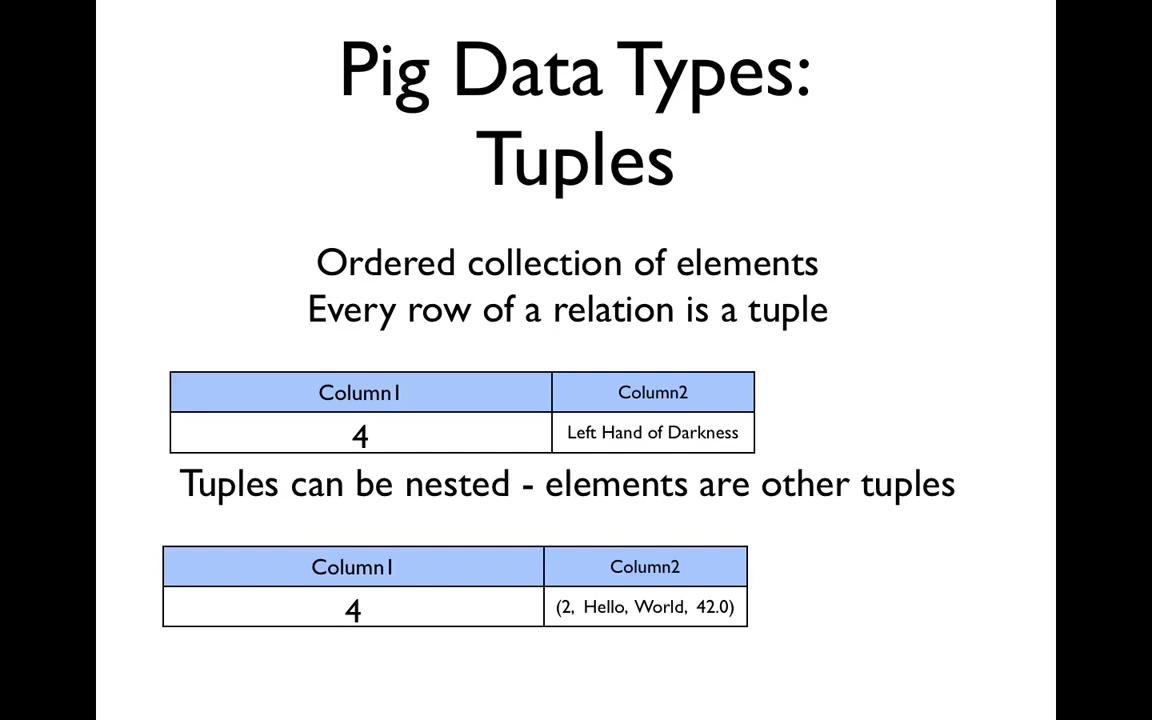 Pig Data Types:
Tuples
Ordered collection of elements
Every row of a relation is a tuple
Column1 Column2
4 Left Hand of Darkness
Tuples can be nested - elements are other tuples
Column1 Column2
4 (2, Hello, World, 42.0)